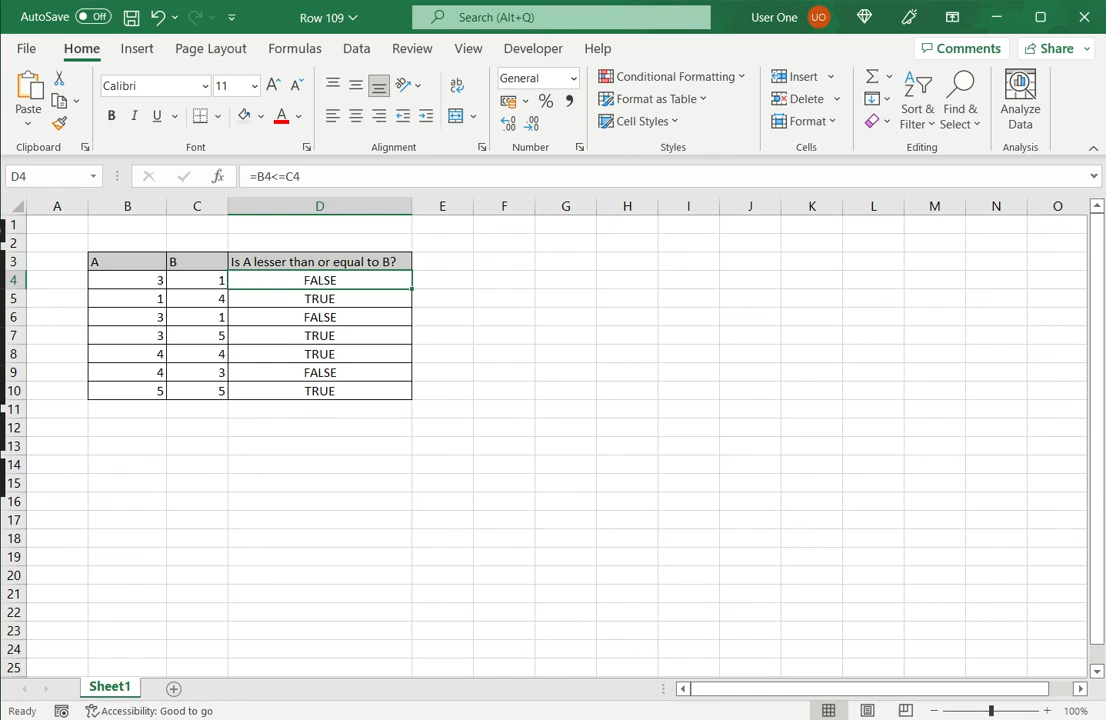 AutoSave Off Row 109 Search (Alt+Q) User One UO
File Home Insert Page Layout Formulas Data Review View Developer Help Comments Share
Paste Calibri 11 A A ab General Conditional Formatting Insert Σ A Z Sort & Filter Find & Select Analyze Data
B I U A % 9 Format as Table Delete
.00 .0 Cell Styles Format
Clipboard Font Alignment Number Styles Cells Editing Analysis
D4 fx =B4<=C4
A B C D E F G H I J K L M N O
1
2
3 A B Is A lesser than or equal to B?
4 3 1 FALSE
5 1 4 TRUE
6 3 1 FALSE
7 3 5 TRUE
8 4 4 TRUE
9 4 3 FALSE
10 5 5 TRUE
11
12
13
14
15
16
17
18
19
20
21
22
23
24
25
Sheet1
Ready Accessibility: Good to go 100%